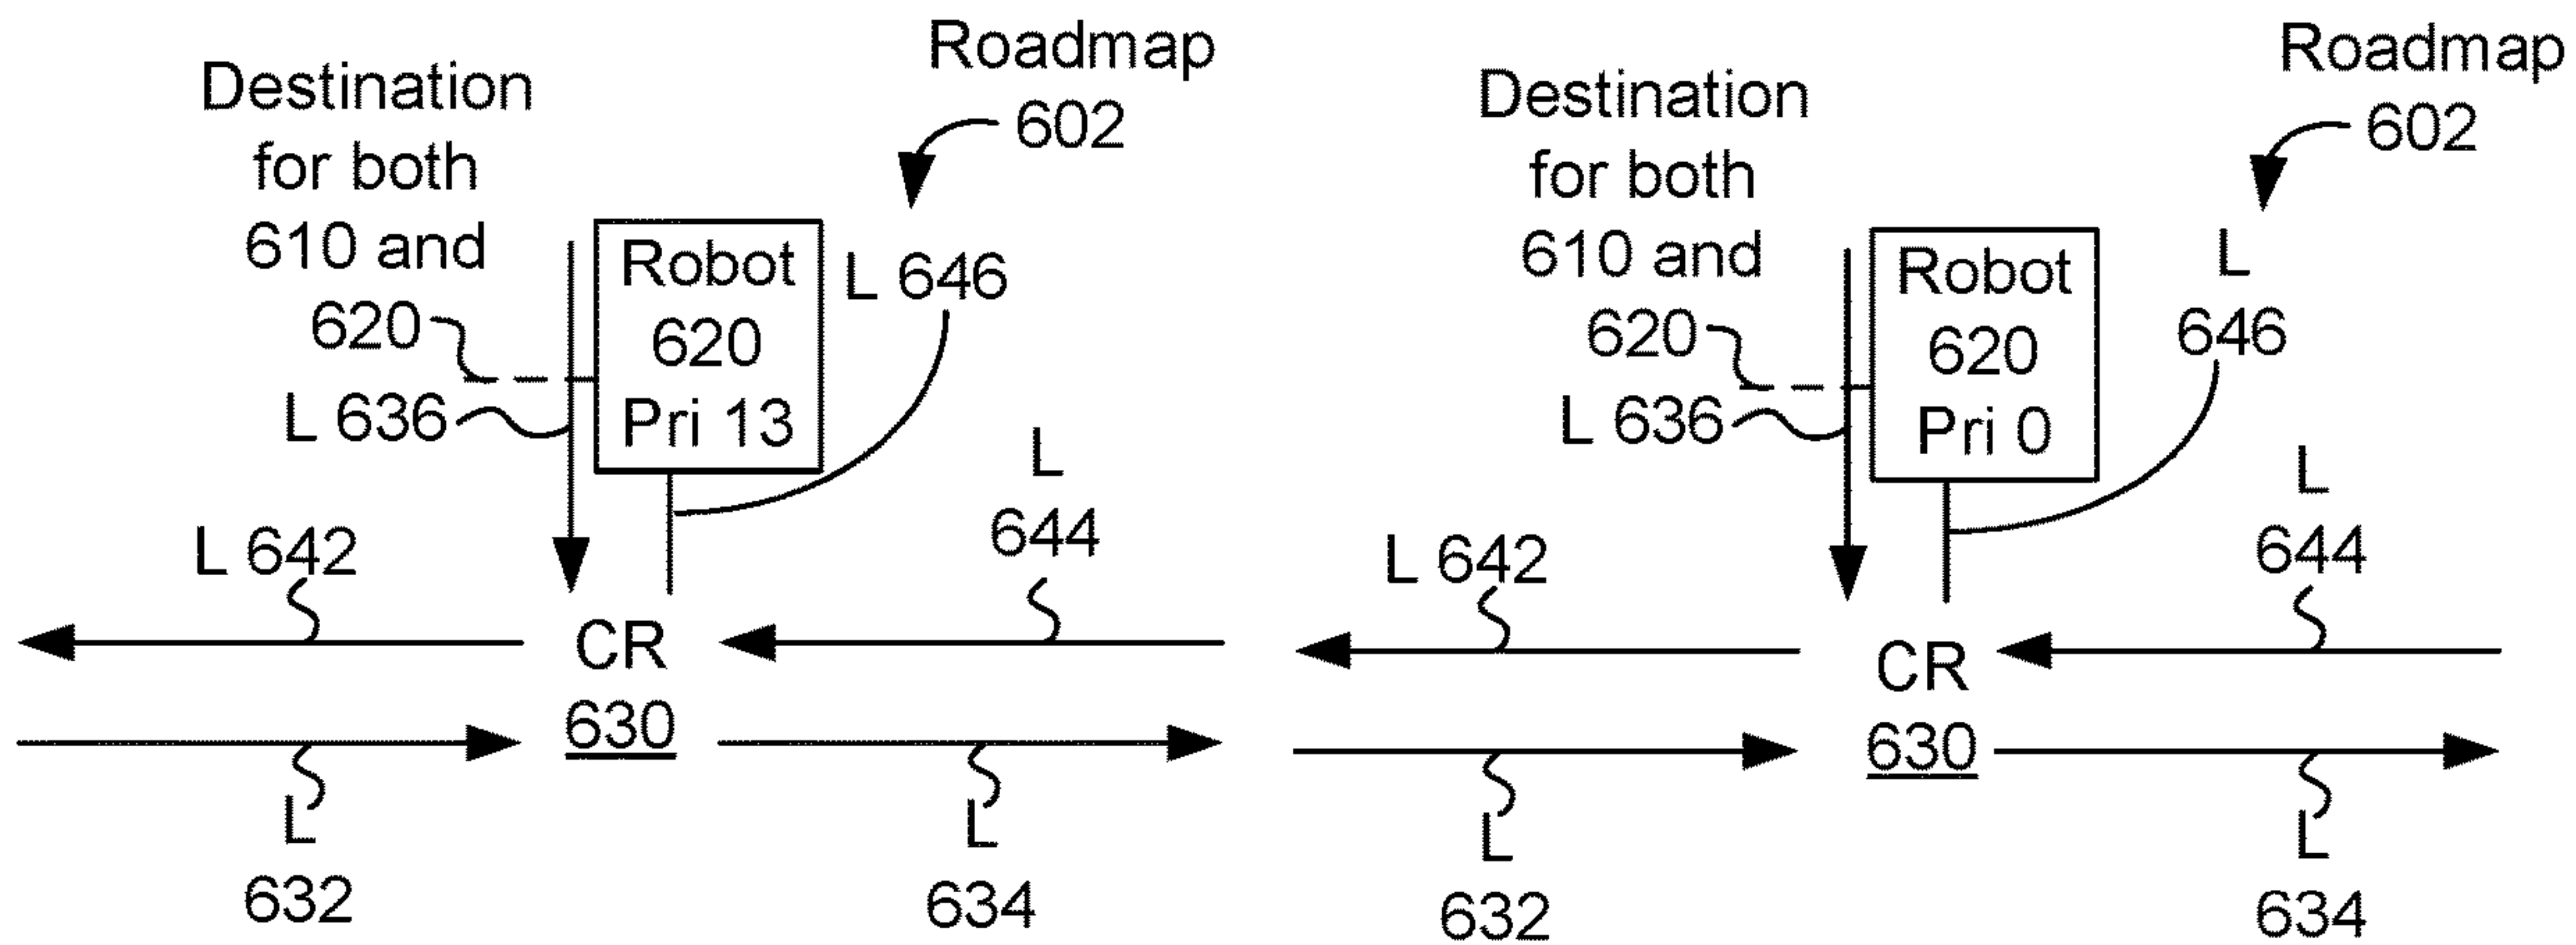 Roadmap
602
Destination
for both
610 and
620
Robot
620
Pri 13
L 646
L 636
L
644
L 642
CR
630
L
632
L
634
Roadmap
602
Destination
for both
610 and
620
Robot
620
Pri 0
L
646
L 636
L
644
L 642
CR
630
L
632
L
634